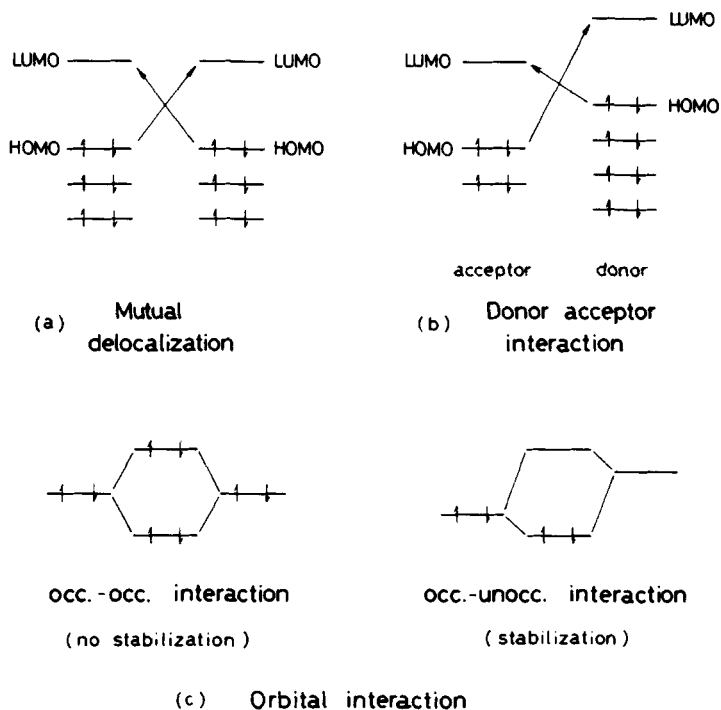 LUMO LUMO
HOMO HOMO
(a) Mutual
delocalization
LUMO
LUMO
HOMO
HOMO
acceptor donor
(b) Donor acceptor
interaction
occ.-occ. interaction
(no stabilization)
occ.-unocc. interaction
(stabilization)
(c) Orbital interaction